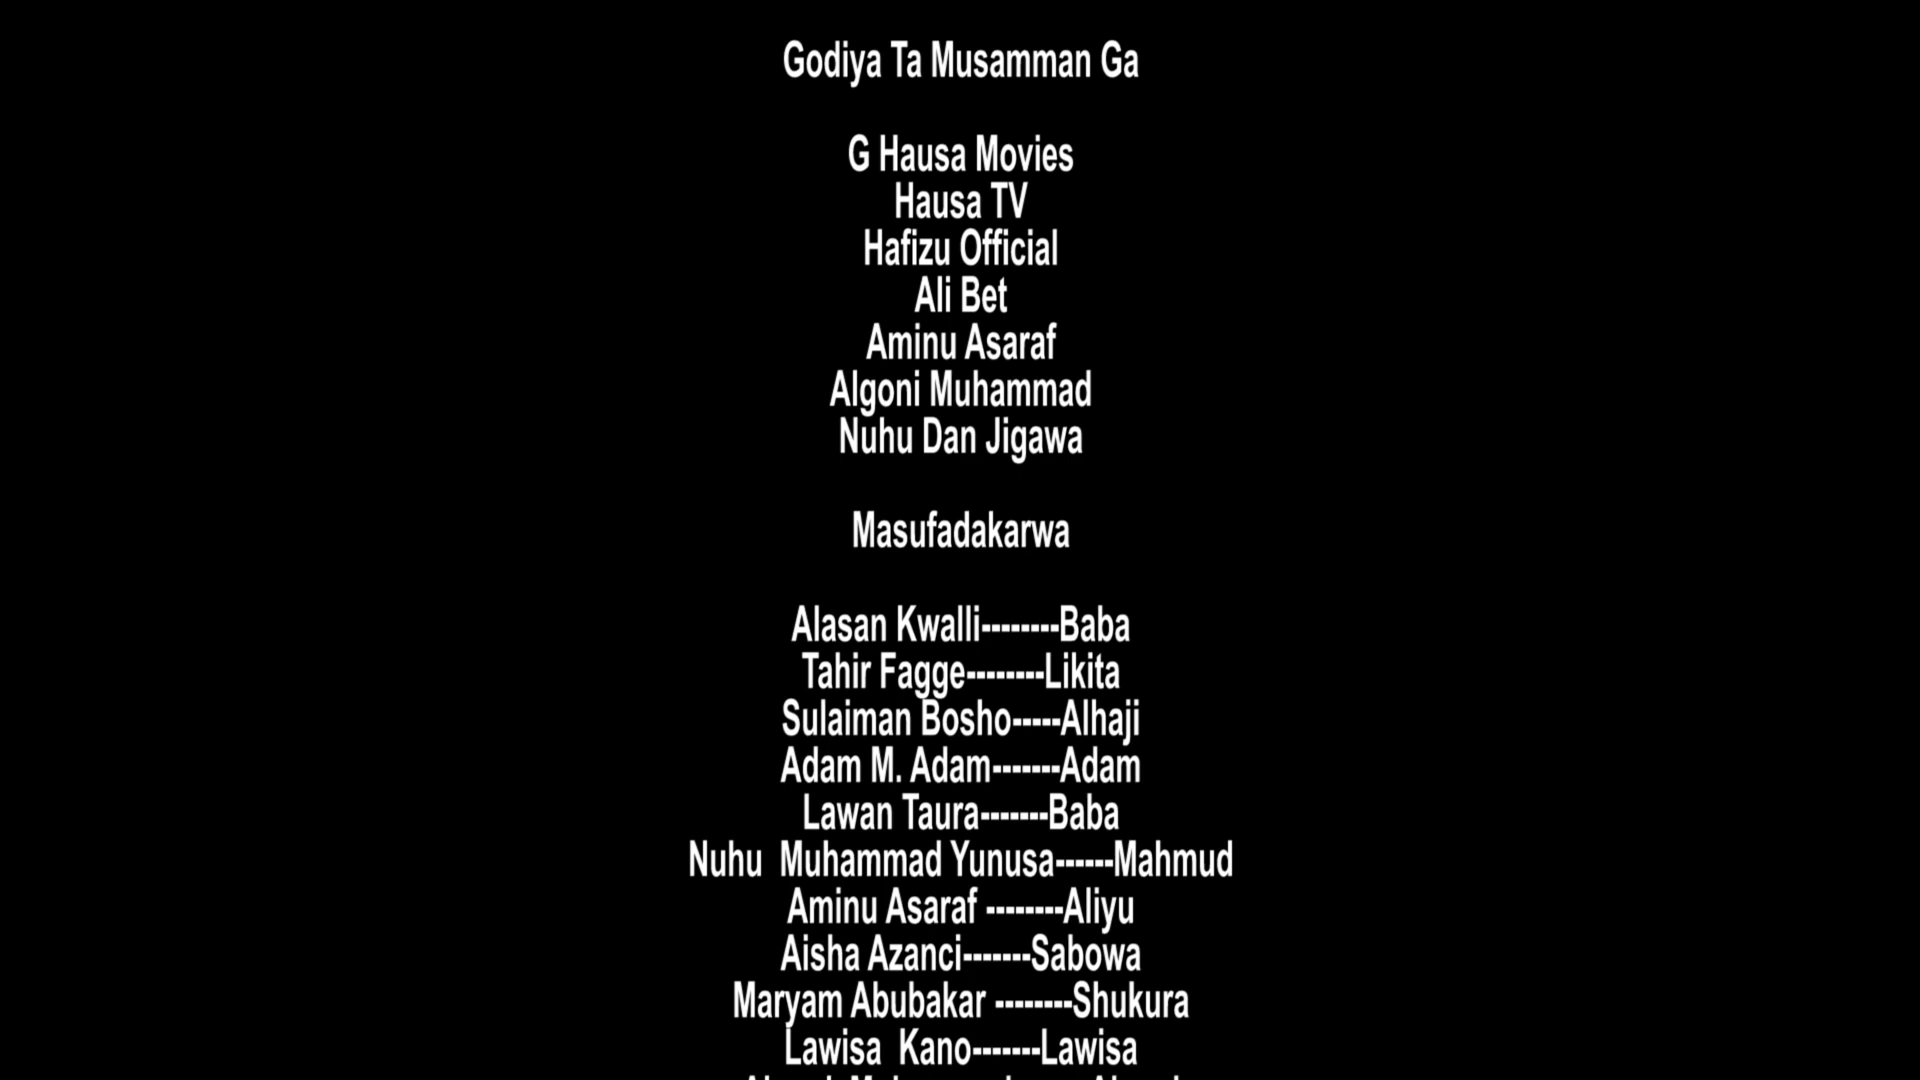 Godiya Ta Musamman Ga
G Hausa Movies
Hausa TV
Hafizu Official
Ali Bet
Aminu Asaraf
Algoni Muhammad
Nuhu Dan Jigawa
Masufadakarwa
Alasan Kwalli--------Baba
Tahir Fagge--------Likita
Sulaiman Bosho-----Alhaji
Adam M. Adam-------Adam
Lawan Taura-------Baba
Nuhu  Muhammad Yunusa------Mahmud
Aminu Asaraf --------Aliyu
Aisha Azanci-------Sabowa
Maryam Abubakar --------Shukura
Lawisa  Kano-------Lawisa